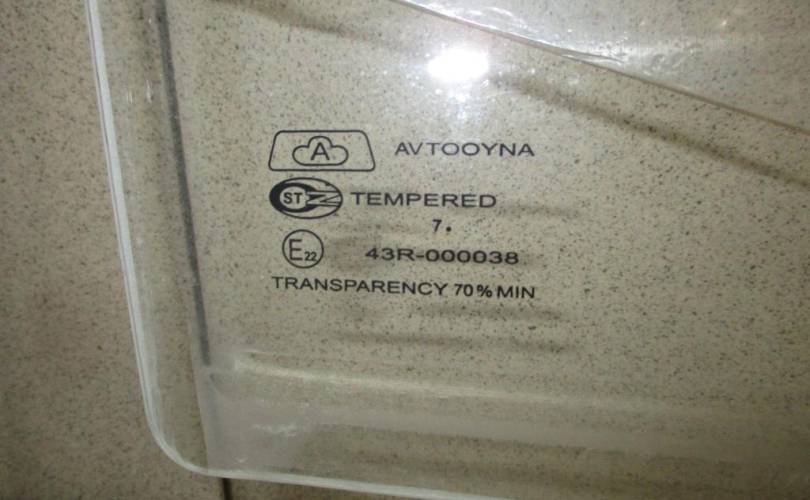 A AVTOOYNA
ST TEMPERED
7.
E22 43R-000038
TRANSPARENCY 70% MIN